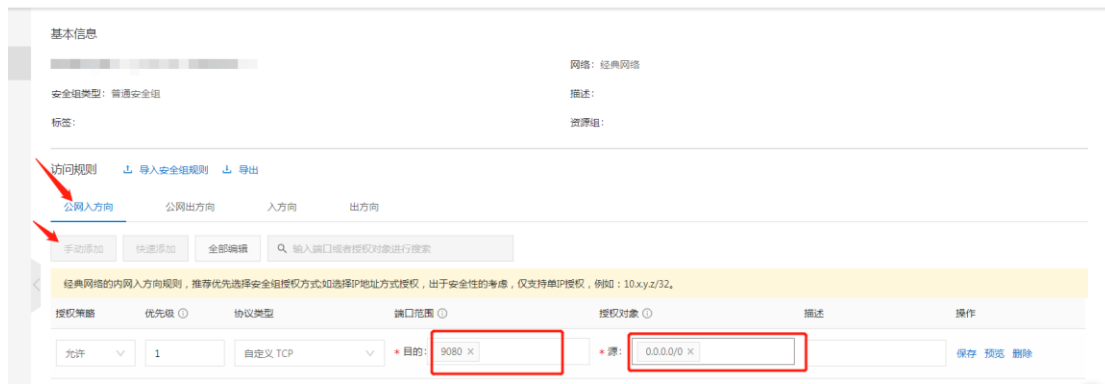 基本信息
网络: 经典网络
安全组类型: 普通安全组
描述:
标签:
资源组:
访问规则 导入安全组规则 导出
公网入方向 公网出方向 入方向 出方向
手动添加 快速添加 全部编辑 输入端口或者授权对象进行搜索
经典网络的内网入方向规则，推荐优先选择安全组授权方式;如选择IP地址方式授权，出于安全性的考虑，仅支持单IP授权，例如：10.x.y.z/32。
授权策略 优先级 协议类型 端口范围 授权对象 描述 操作
允许 1 自定义 TCP * 目的: 9080 × * 源: 0.0.0.0/0 × 保存 预览 删除